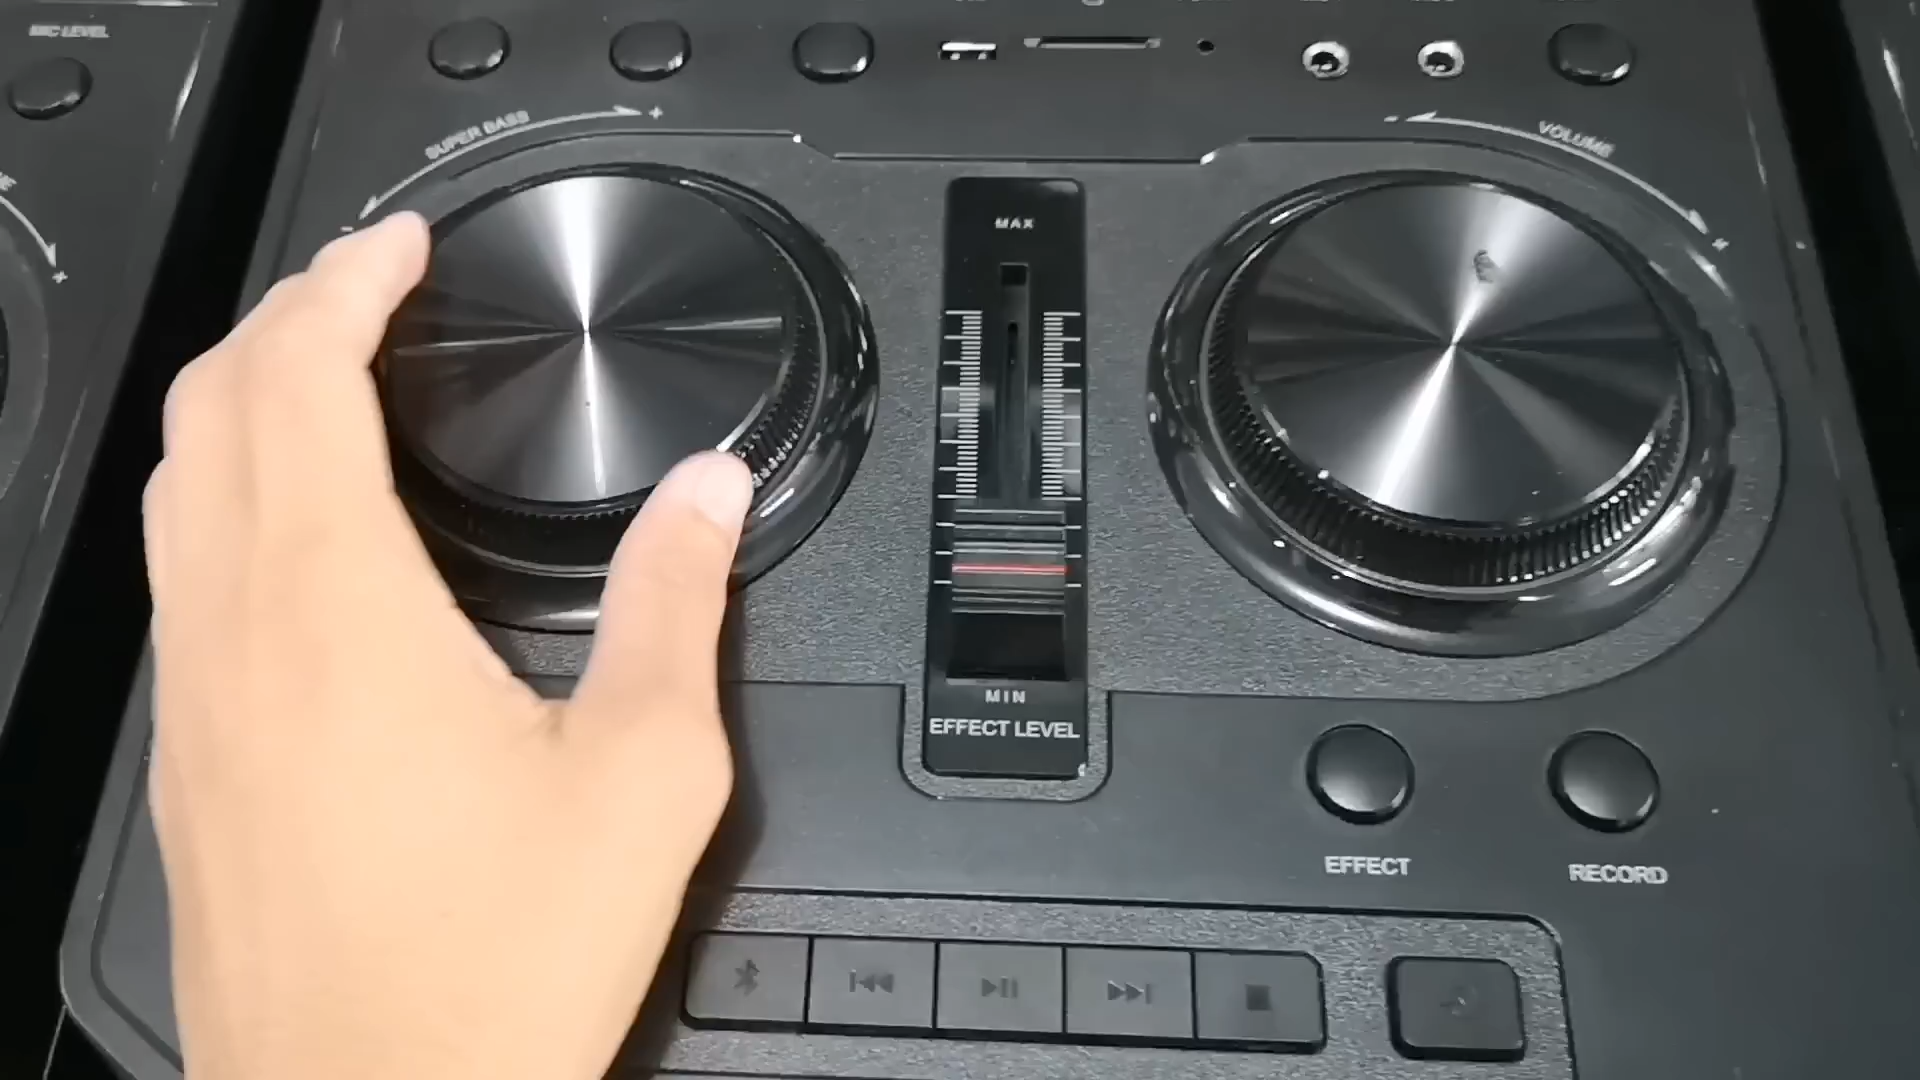 MIC LEVEL
SUPER BASS
VOLUME
MAX
MIN
EFFECT LEVEL
EFFECT
RECORD